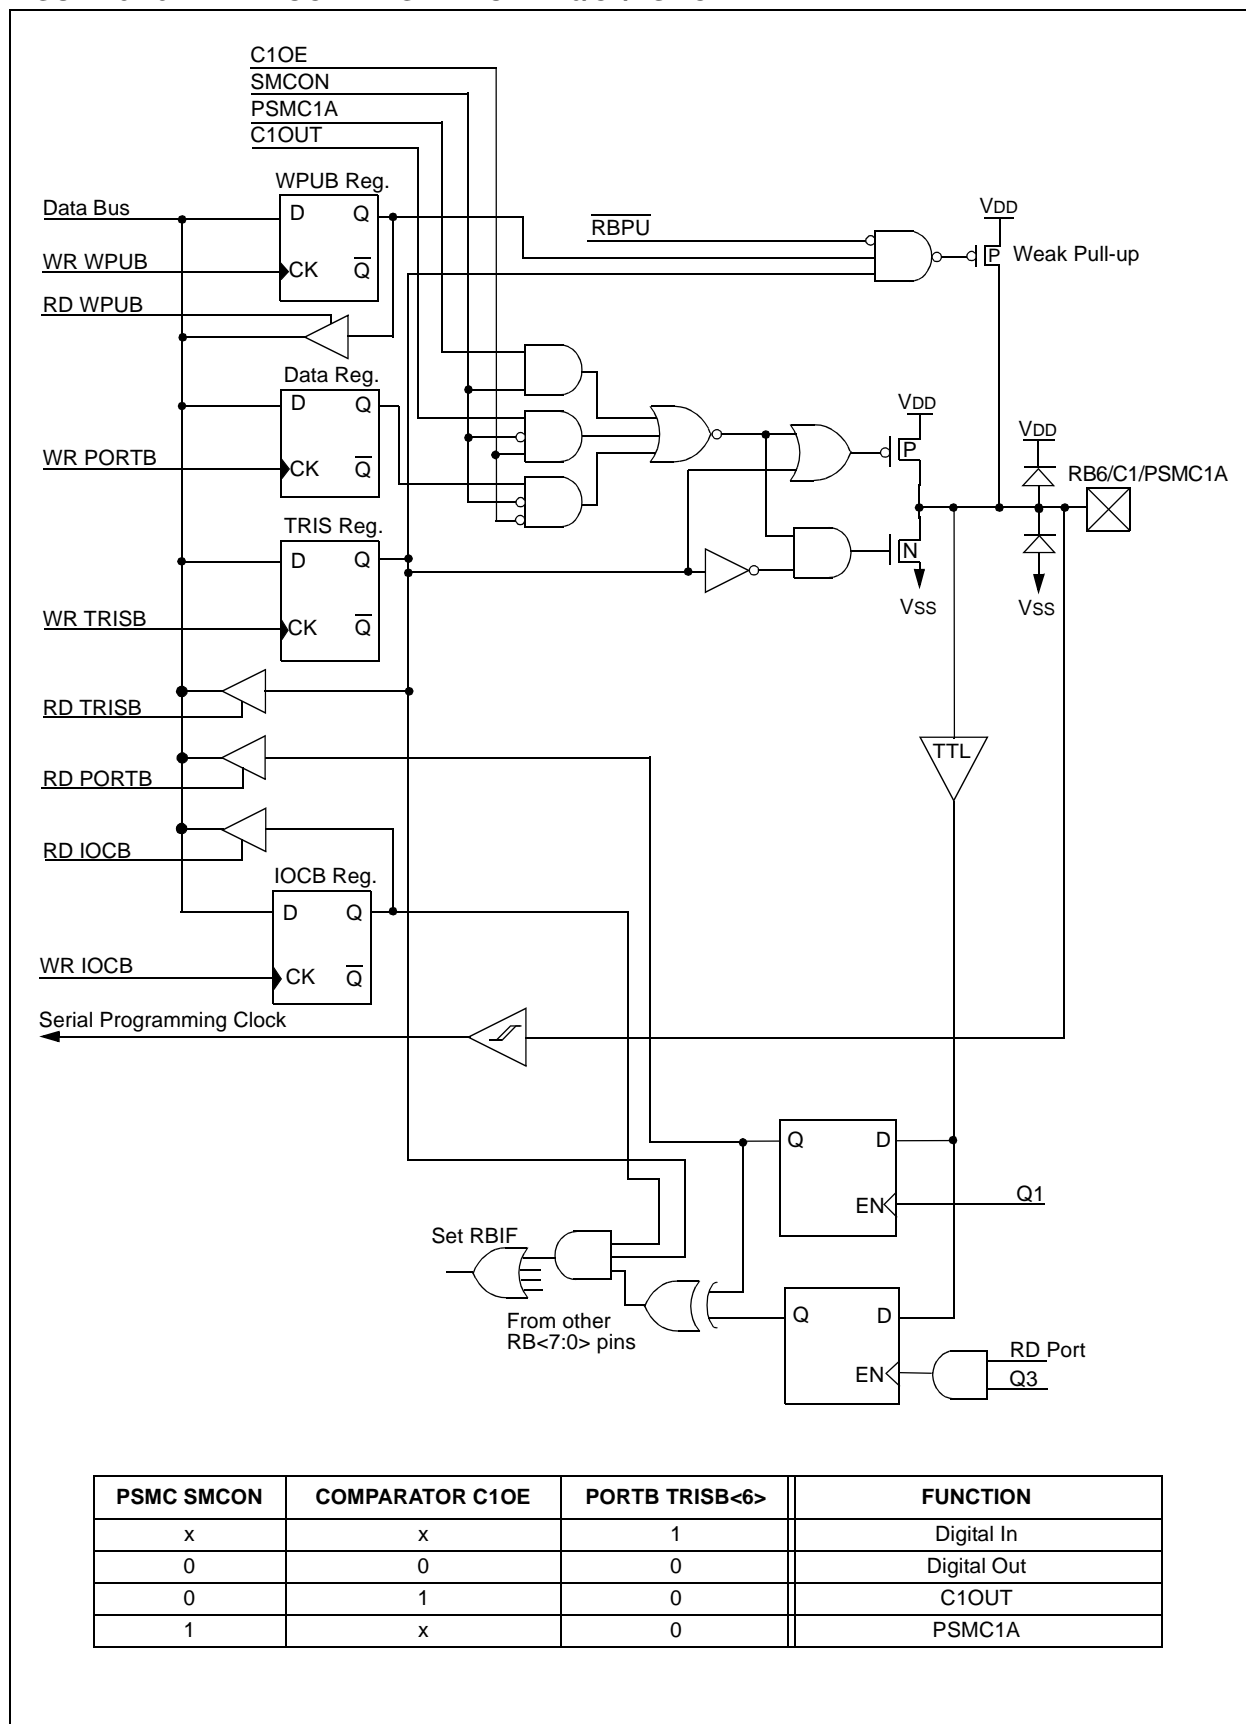 C1OE
SMCON
PSMC1A
C1OUT
WPUB Reg.
Data Bus
D Q
RBPU
VDD
WR WPUB
CK Q
P
Weak Pull-up
RD WPUB
Data Reg.
D Q
VDD
VDD
WR PORTB
CK Q
P
RB6/C1/PSMC1A
TRIS Reg.
D Q
N
WR TRISB
CK Q
VSS
VSS
RD TRISB
TTL
RD PORTB
RD IOCB
IOCB Reg.
D Q
WR IOCB
CK Q
Serial Programming Clock
Q D
EN
Q1
Set RBIF
From other
RB<7:0> pins
Q D
RD Port
EN
Q3
PSMC SMCON COMPARATOR C1OE PORTB TRISB<6> FUNCTION
x x 1 Digital In
0 0 0 Digital Out
0 1 0 C1OUT
1 x 0 PSMC1A